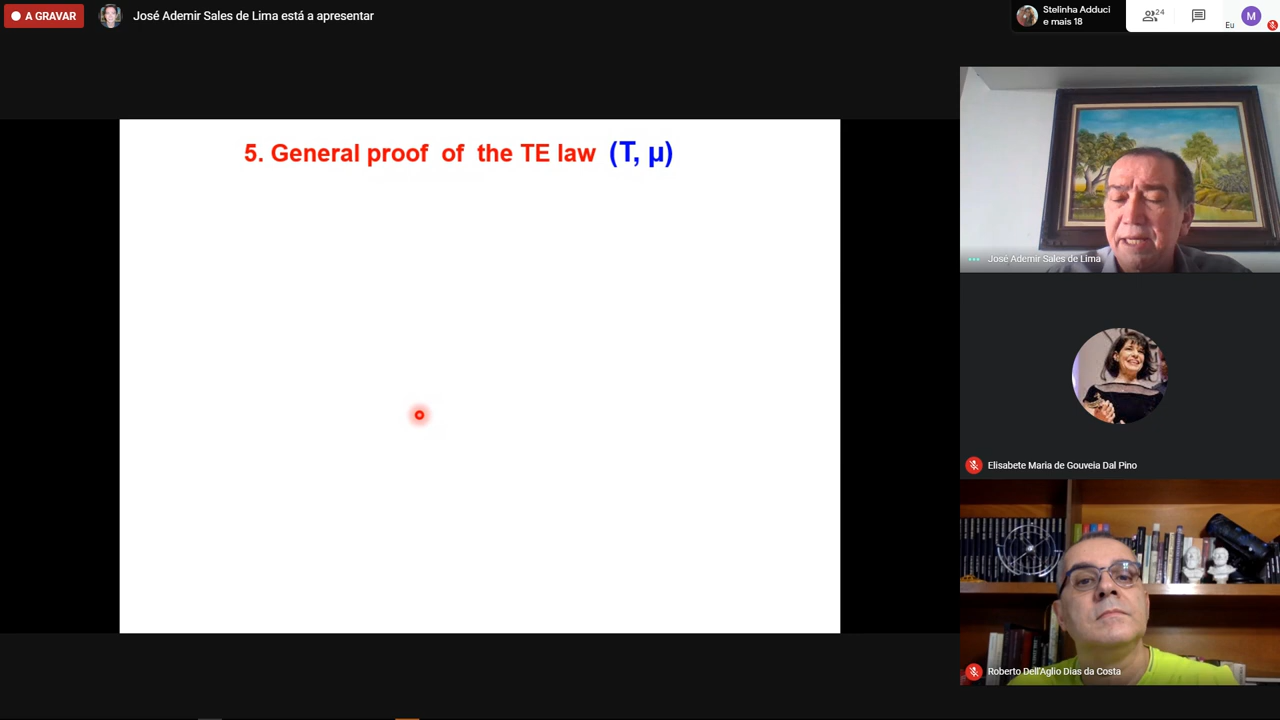 A GRAVAR
José Ademir Sales de Lima está a apresentar
Stelinha Adduci
e mais 18
24
Eu
M
5. General proof of the TE law (T, μ)
José Ademir Sales de Lima
Elisabete Maria de Gouveia Dal Pino
Roberto Dell'Aglio Dias da Costa